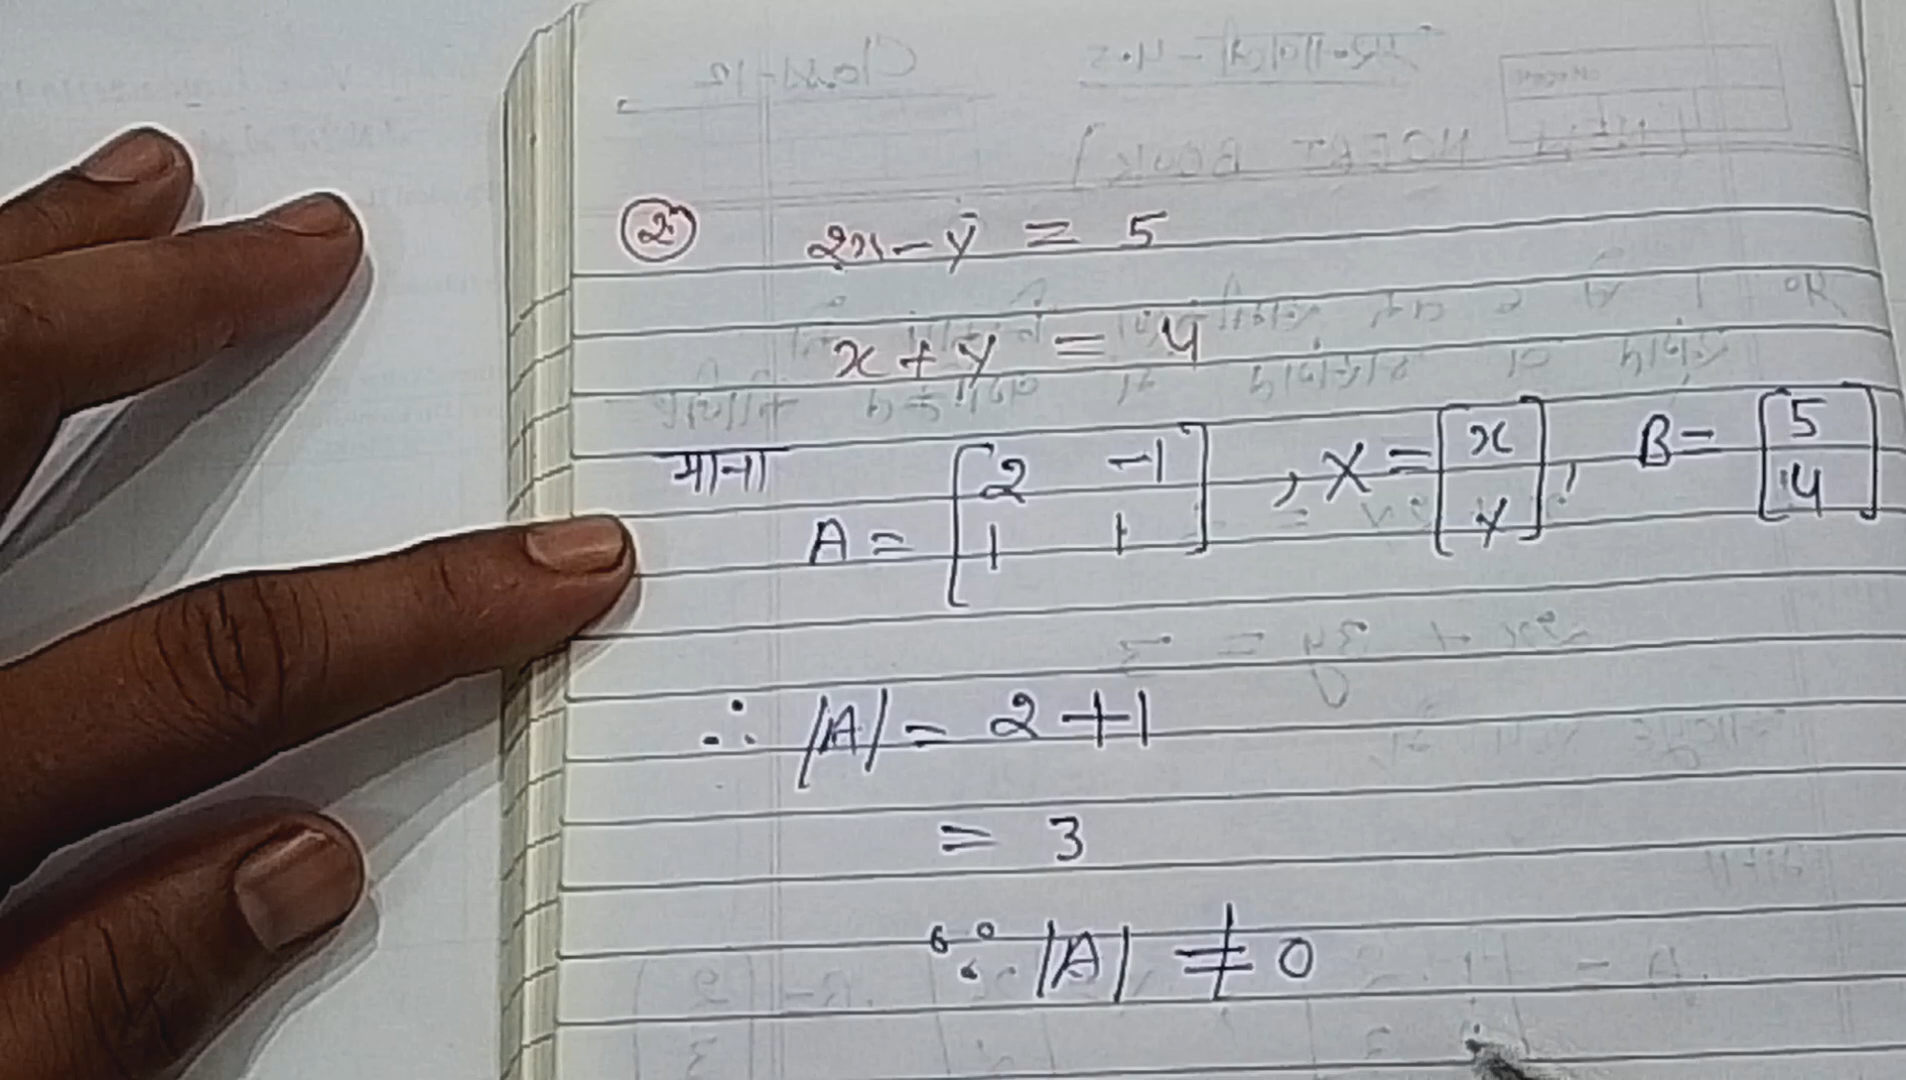 ② 2x - y = 5
x + y = 4
माना A = [2 -1 1 1], X = [x y], B = [5 4]
∴ |A| = 2 + 1
= 3
∵ |A| ≠ 0